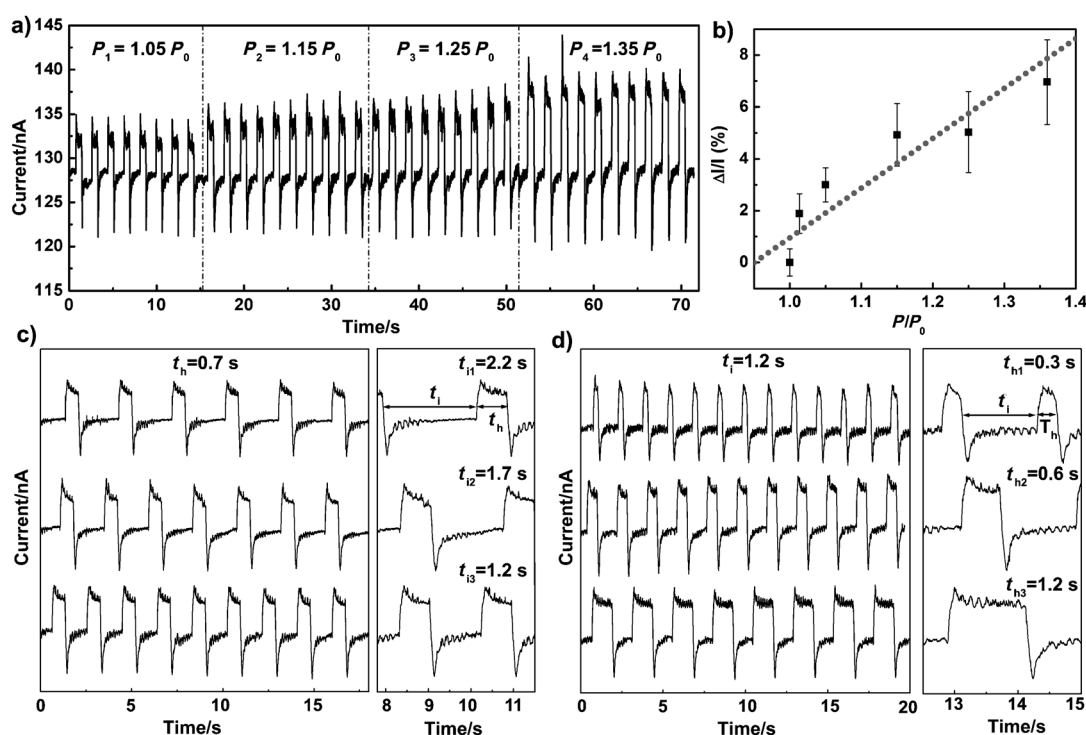 a)
145
140
135
130
125
120
115
Current/nA
P1 = 1.05 P0
P2 = 1.15 P0
P3 = 1.25 P0
P4 =1.35 P0
0 10 20 30 40 50 60 70
Time/s
b)
8
6
4
2
0
ΔI/I (%)
1.0 1.1 1.2 1.3 1.4
P/P0
c)
Current/nA
th=0.7 s
0 5 10 15
Time/s
ti1=2.2 s
ti
th
ti2=1.7 s
ti3=1.2 s
8 9 10 11
Time/s
d)
Current/nA
ti=1.2 s
0 5 10 15 20
Time/s
th1=0.3 s
ti
Th
th2=0.6 s
th3=1.2 s
13 14 15
Time/s